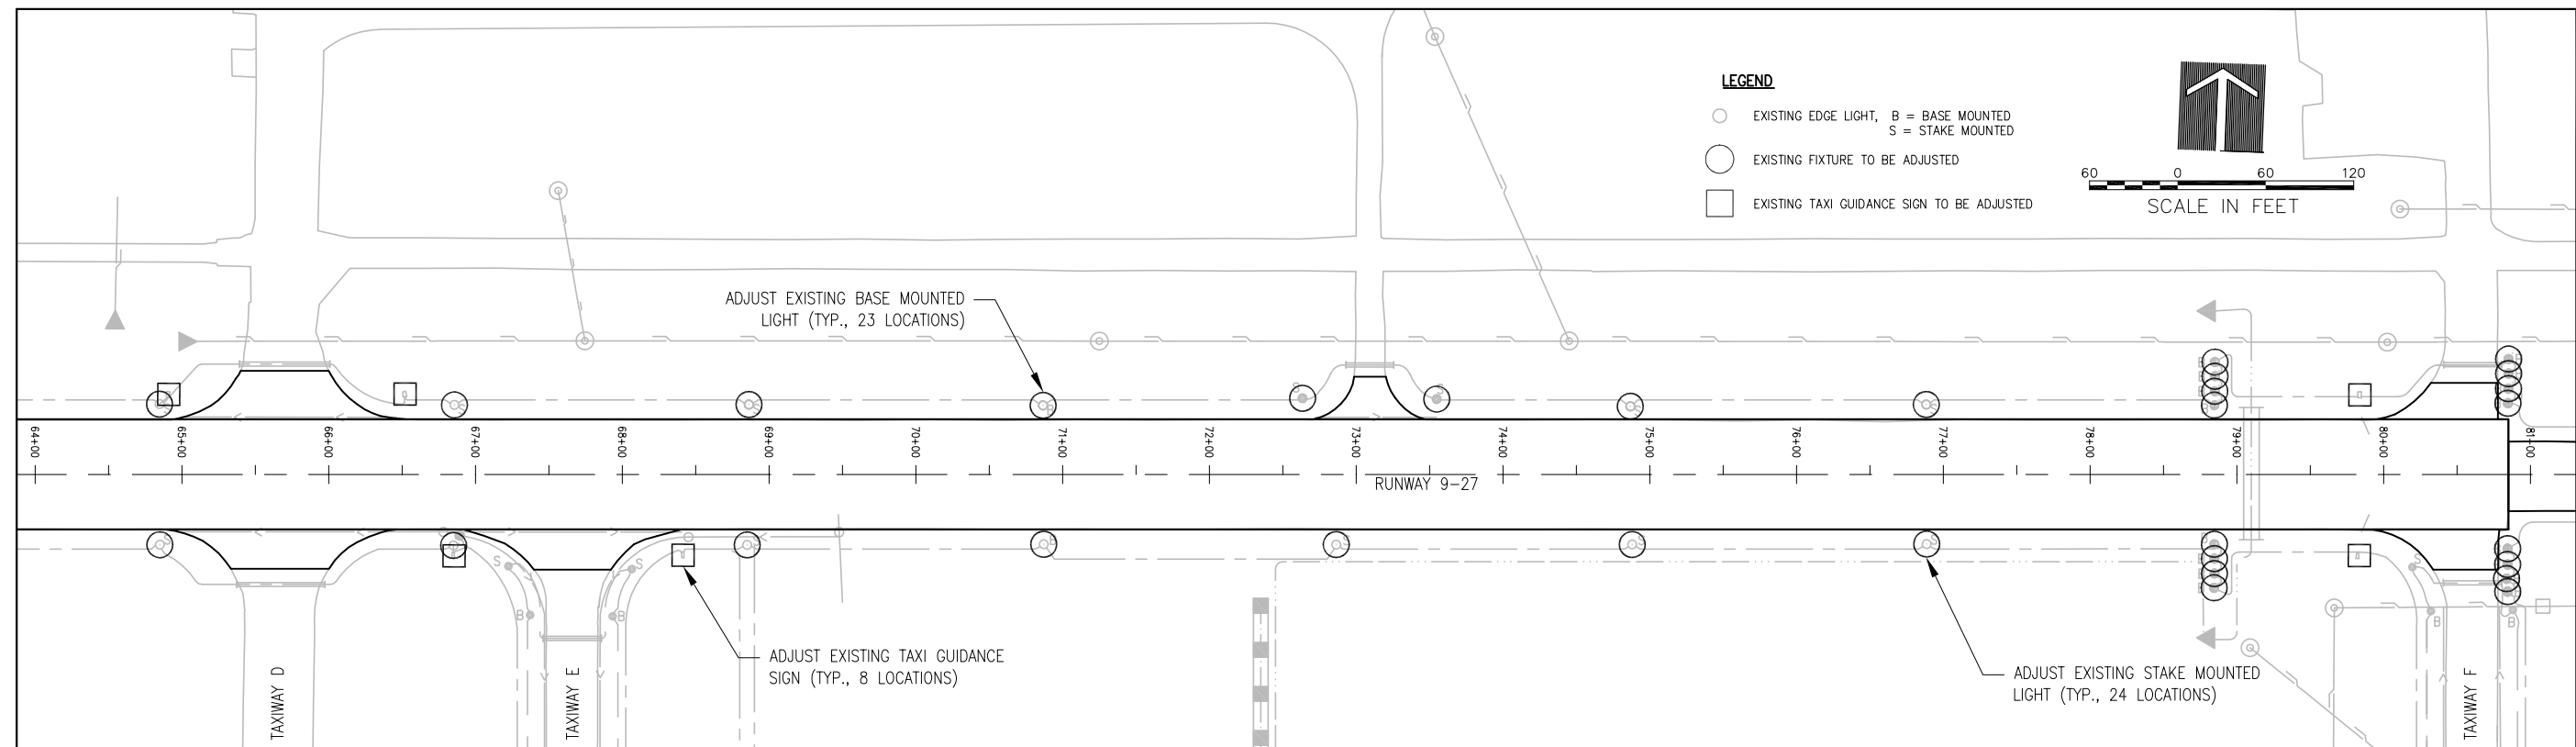 LEGEND
EXISTING EDGE LIGHT, B = BASE MOUNTED
S = STAKE MOUNTED
EXISTING FIXTURE TO BE ADJUSTED
EXISTING TAXI GUIDANCE SIGN TO BE ADJUSTED
60 0 60 120
SCALE IN FEET
ADJUST EXISTING BASE MOUNTED
LIGHT (TYP., 23 LOCATIONS)
64+00 65+00 66+00 67+00 68+00 69+00 70+00 71+00 72+00 73+00 74+00 75+00 76+00 77+00 78+00 79+00 80+00 81+00
RUNWAY 9-27
S
S
B
B
S
B
B
ADJUST EXISTING TAXI GUIDANCE
SIGN (TYP., 8 LOCATIONS)
ADJUST EXISTING STAKE MOUNTED
LIGHT (TYP., 24 LOCATIONS)
TAXIWAY D
TAXIWAY E
TAXIWAY F